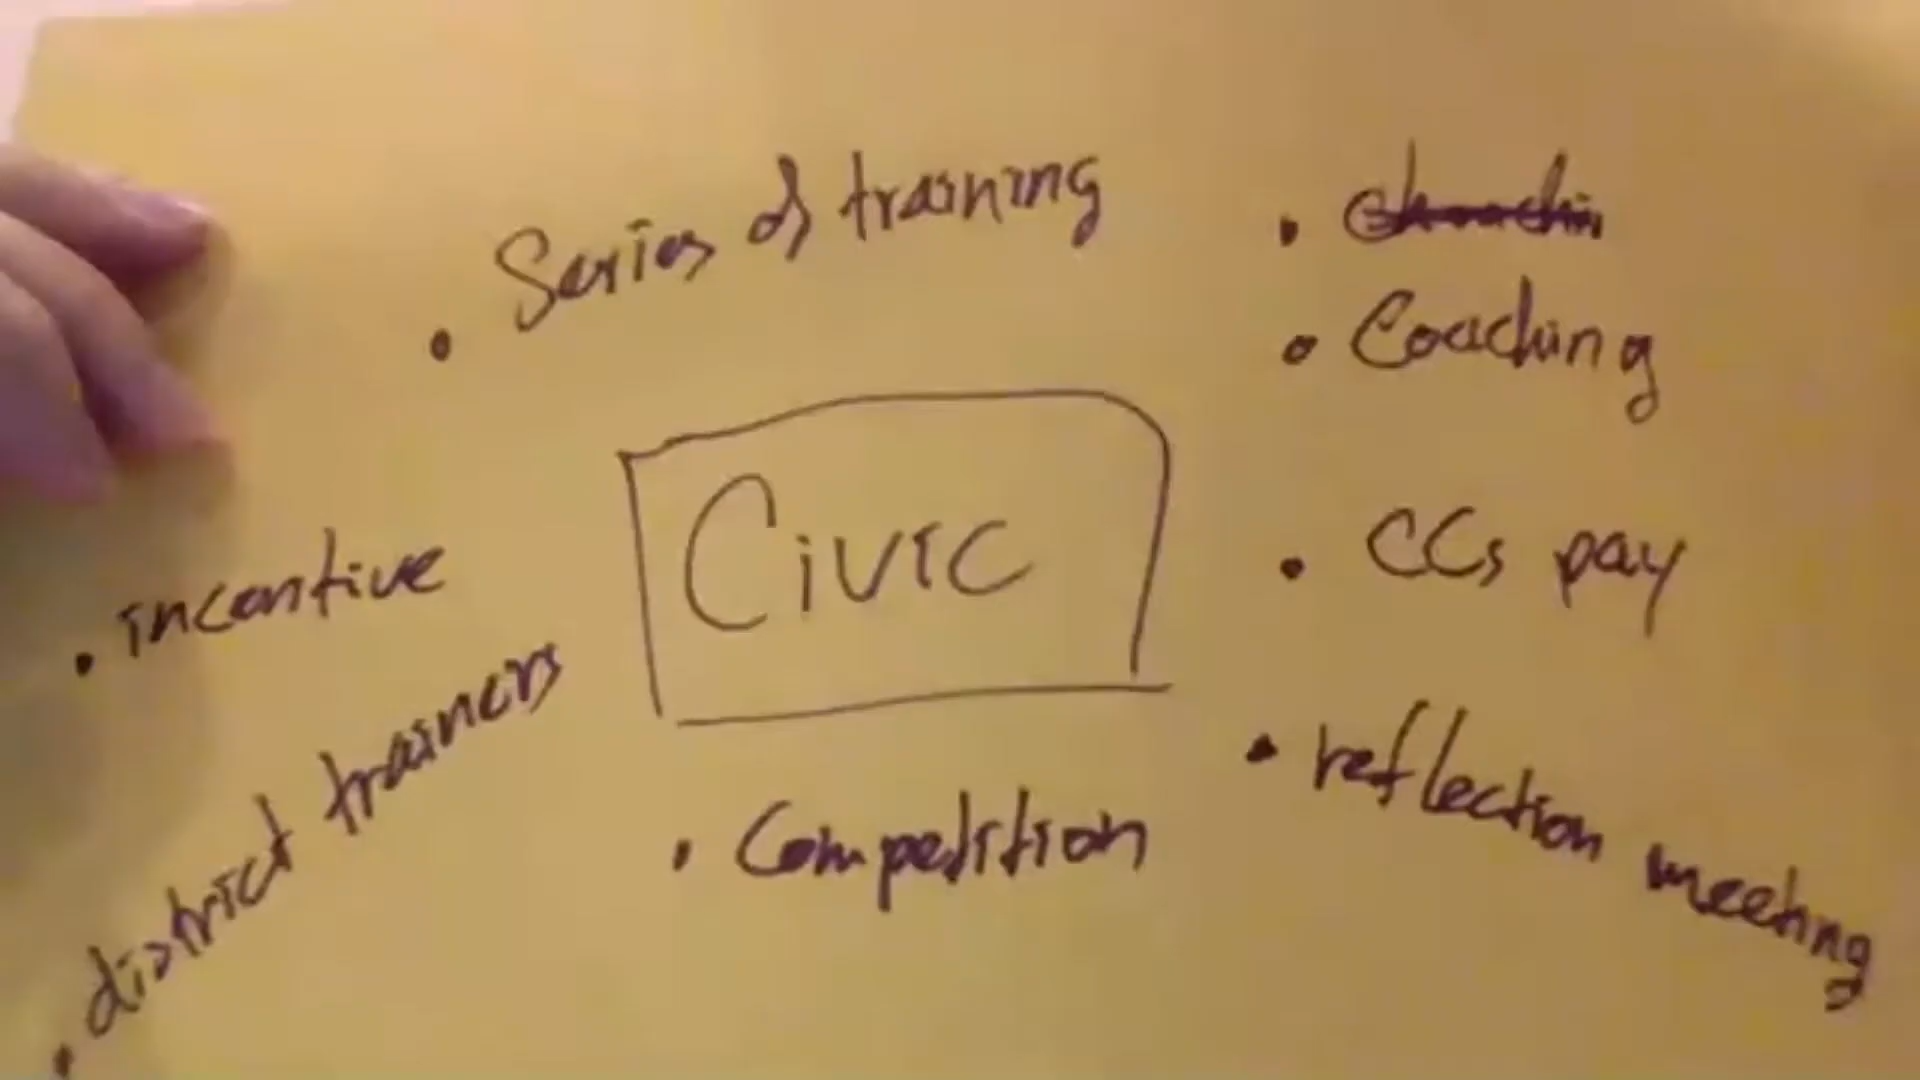 • Series of training
• Coaching
• incentive
Civic
• CCs pay
• district trainers
• Competition
• reflection meeting